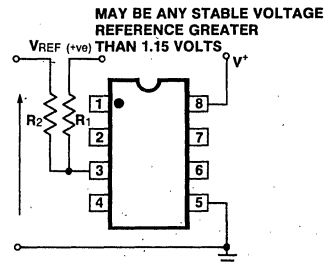 MAY BE ANY STABLE VOLTAGE
REFERENCE GREATER
VREF (+ve) THAN 1.15 VOLTS
V+
R2 R1
1 8
2 7
3 6
4 5